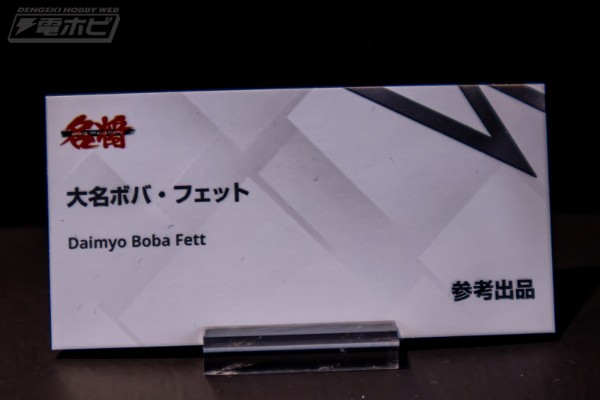 DENGEKI HOBBY WEB
電ホビ
名将
大名ボバ・フェット
Daimyo Boba Fett
参考出品